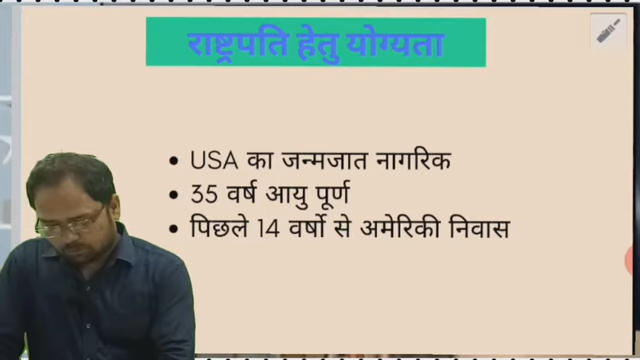 राष्ट्रपति हेतु योग्यता
• USA का जन्मजात नागरिक
• 35 वर्ष आयु पूर्ण
• पिछले 14 वर्षो से अमेरिकी निवास